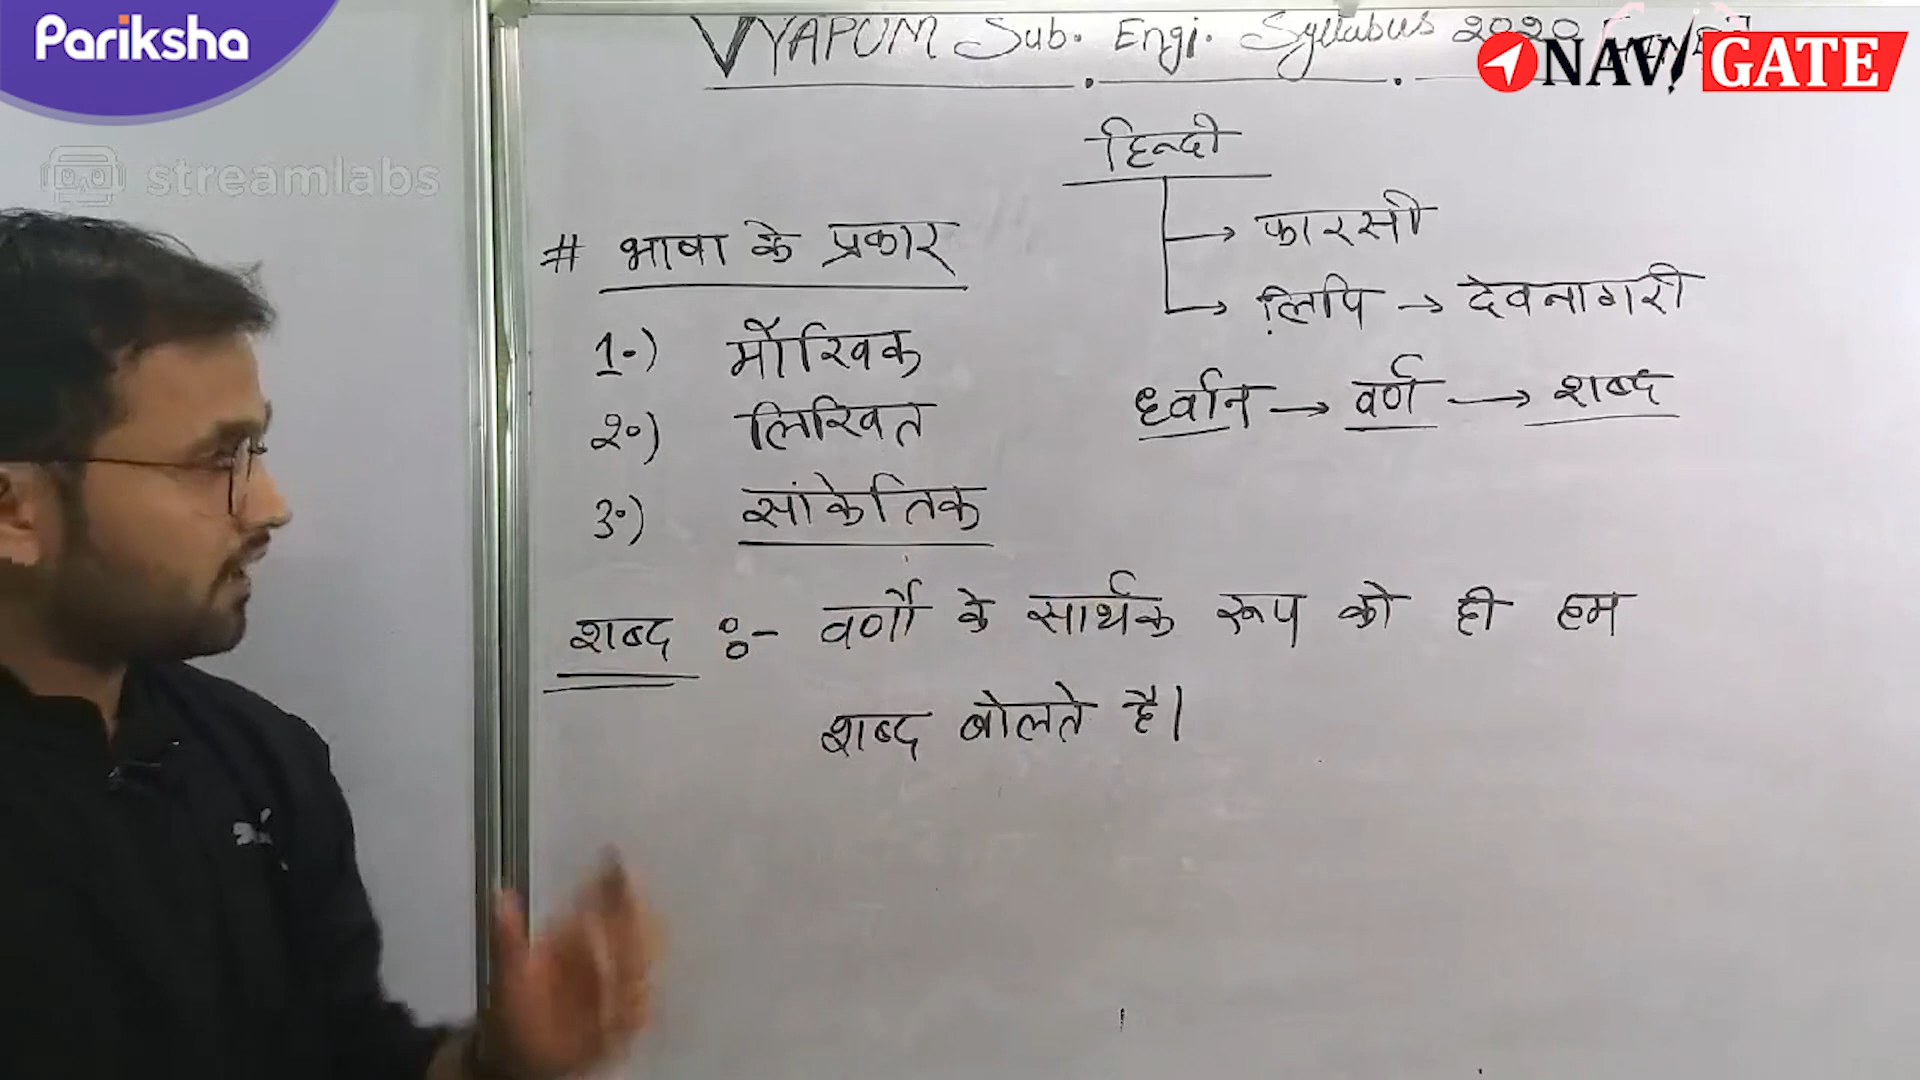 Pariksha
streamlabs
VYAPUM Sub. Engi. Syllabus 2020
NAVIGATE
हिन्दी
→ फारसी
→ लिपि → देवनागरी
ध्वनि → वर्ण → शब्द
# भाषा के प्रकार
1.) मौखिक
2.) लिखित
3.) सांकेतिक
शब्द :- वर्णों के सार्थक रूप को ही हम
शब्द बोलते है।